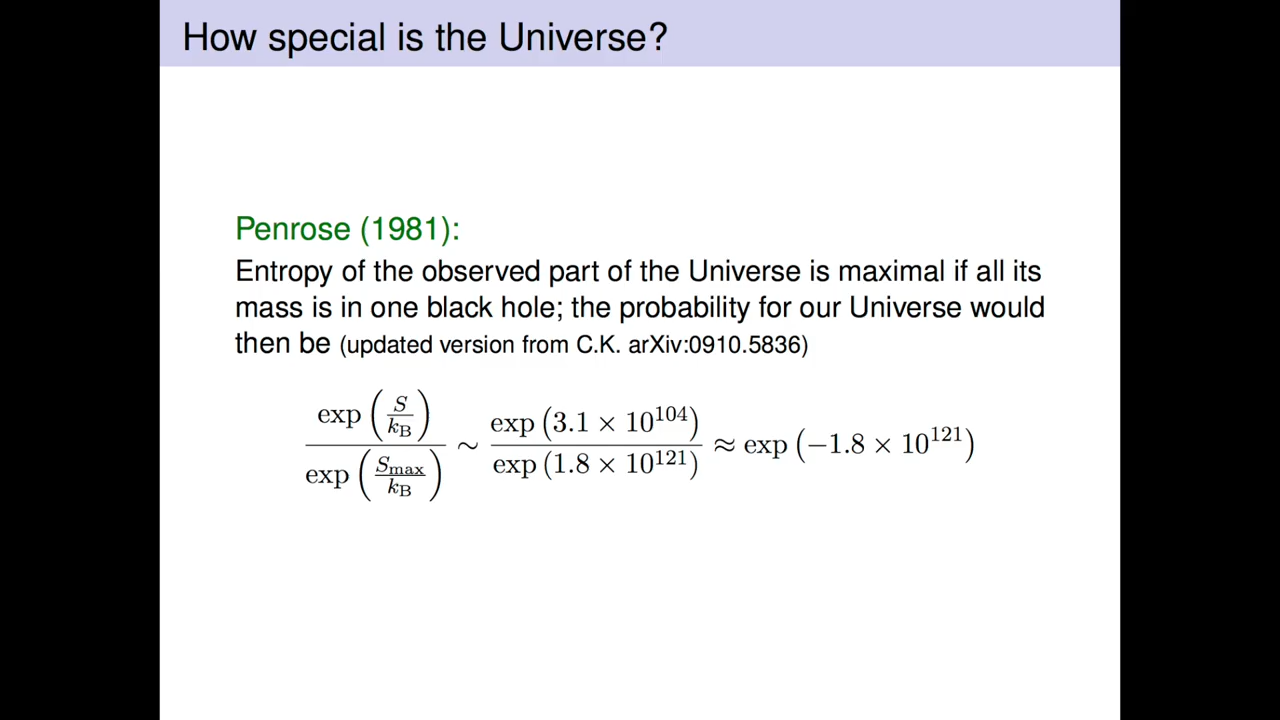 How special is the Universe?
Penrose (1981):
Entropy of the observed part of the Universe is maximal if all its
mass is in one black hole; the probability for our Universe would
then be (updated version from C.K. arXiv:0910.5836)
exp(S/k_B) / exp(S_max/k_B) ∼ exp(3.1 × 10^104) / exp(1.8 × 10^121) ≈ exp(−1.8 × 10^121)